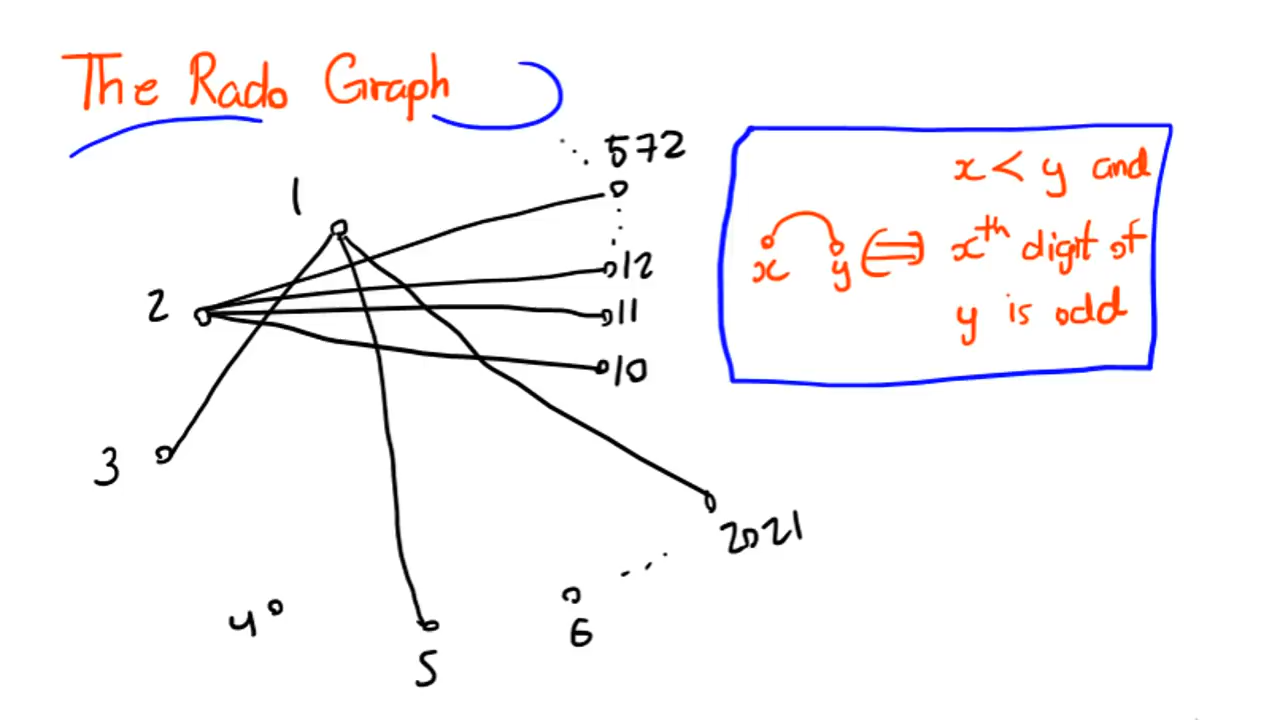 The Rado Graph
572
1
12
2
11
10
3
2021
4
6
5
x < y and
x y ⟺ xth digit of
y is odd